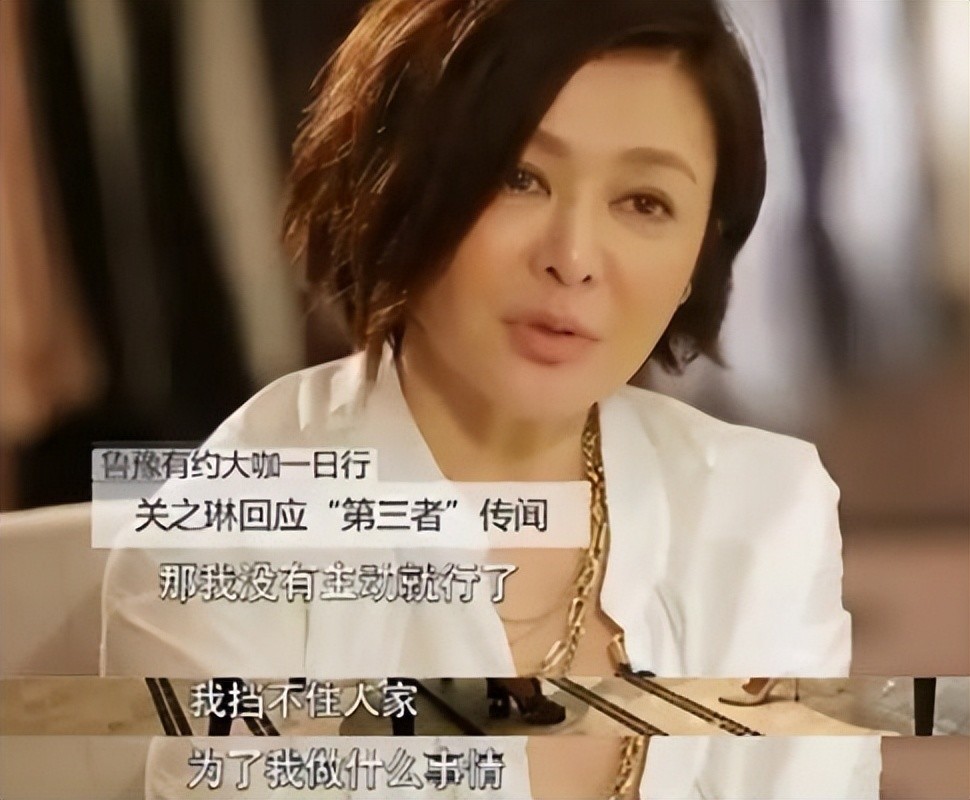 鲁豫有约大咖一日行
关之琳回应“第三者”传闻
那我没有主动就行了
我挡不住人家
为了我做什么事情